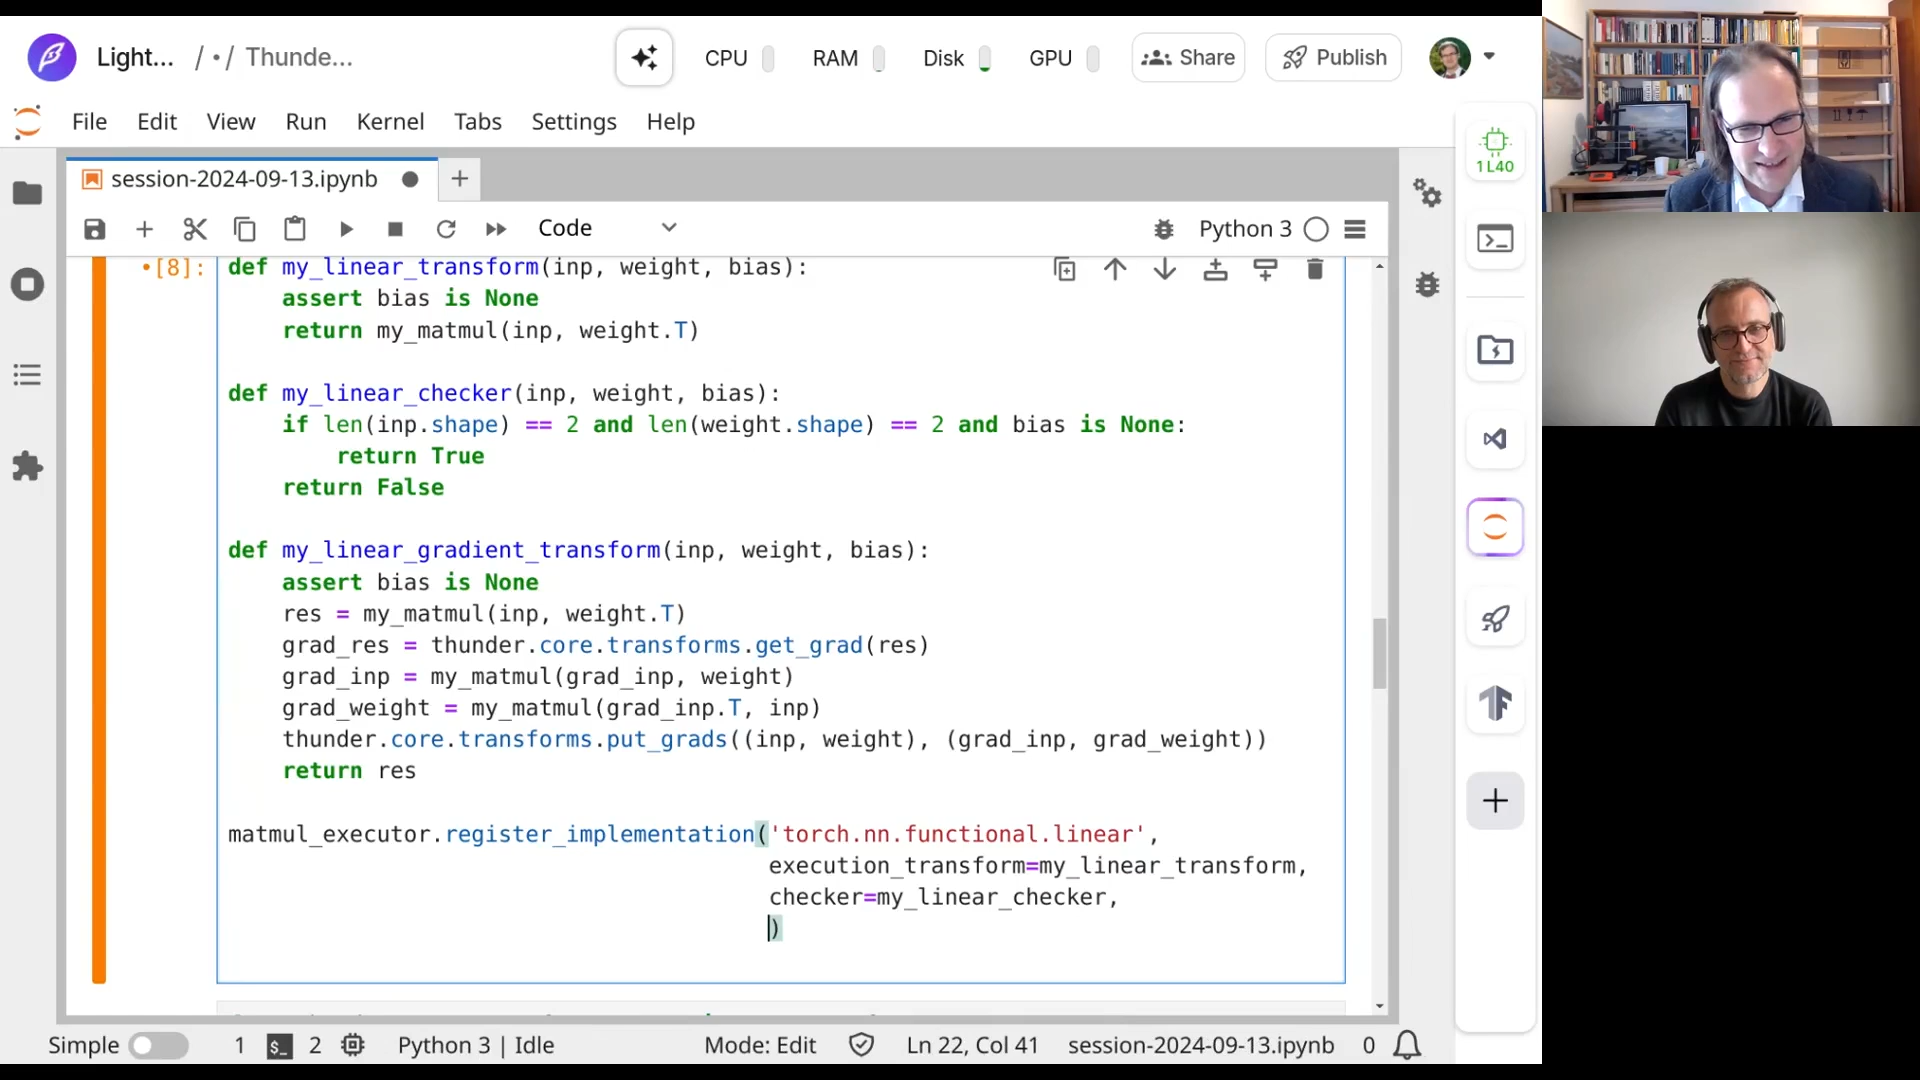 Light... / • / Thunde...
CPU RAM Disk GPU Share Publish
File Edit View Run Kernel Tabs Settings Help
1 L40
session-2024-09-13.ipynb
Code Python 3
[8]: def my_linear_transform(inp, weight, bias):
    assert bias is None
    return my_matmul(inp, weight.T)
def my_linear_checker(inp, weight, bias):
    if len(inp.shape) == 2 and len(weight.shape) == 2 and bias is None:
        return True
    return False
def my_linear_gradient_transform(inp, weight, bias):
    assert bias is None
    res = my_matmul(inp, weight.T)
    grad_res = thunder.core.transforms.get_grad(res)
    grad_inp = my_matmul(grad_inp, weight)
    grad_weight = my_matmul(grad_inp.T, inp)
    thunder.core.transforms.put_grads((inp, weight), (grad_inp, grad_weight))
    return res
matmul_executor.register_implementation('torch.nn.functional.linear',
                                        execution_transform=my_linear_transform,
                                        checker=my_linear_checker,
                                        )
Simple 1 $_ 2 Python 3 | Idle Mode: Edit Ln 22, Col 41 session-2024-09-13.ipynb 0